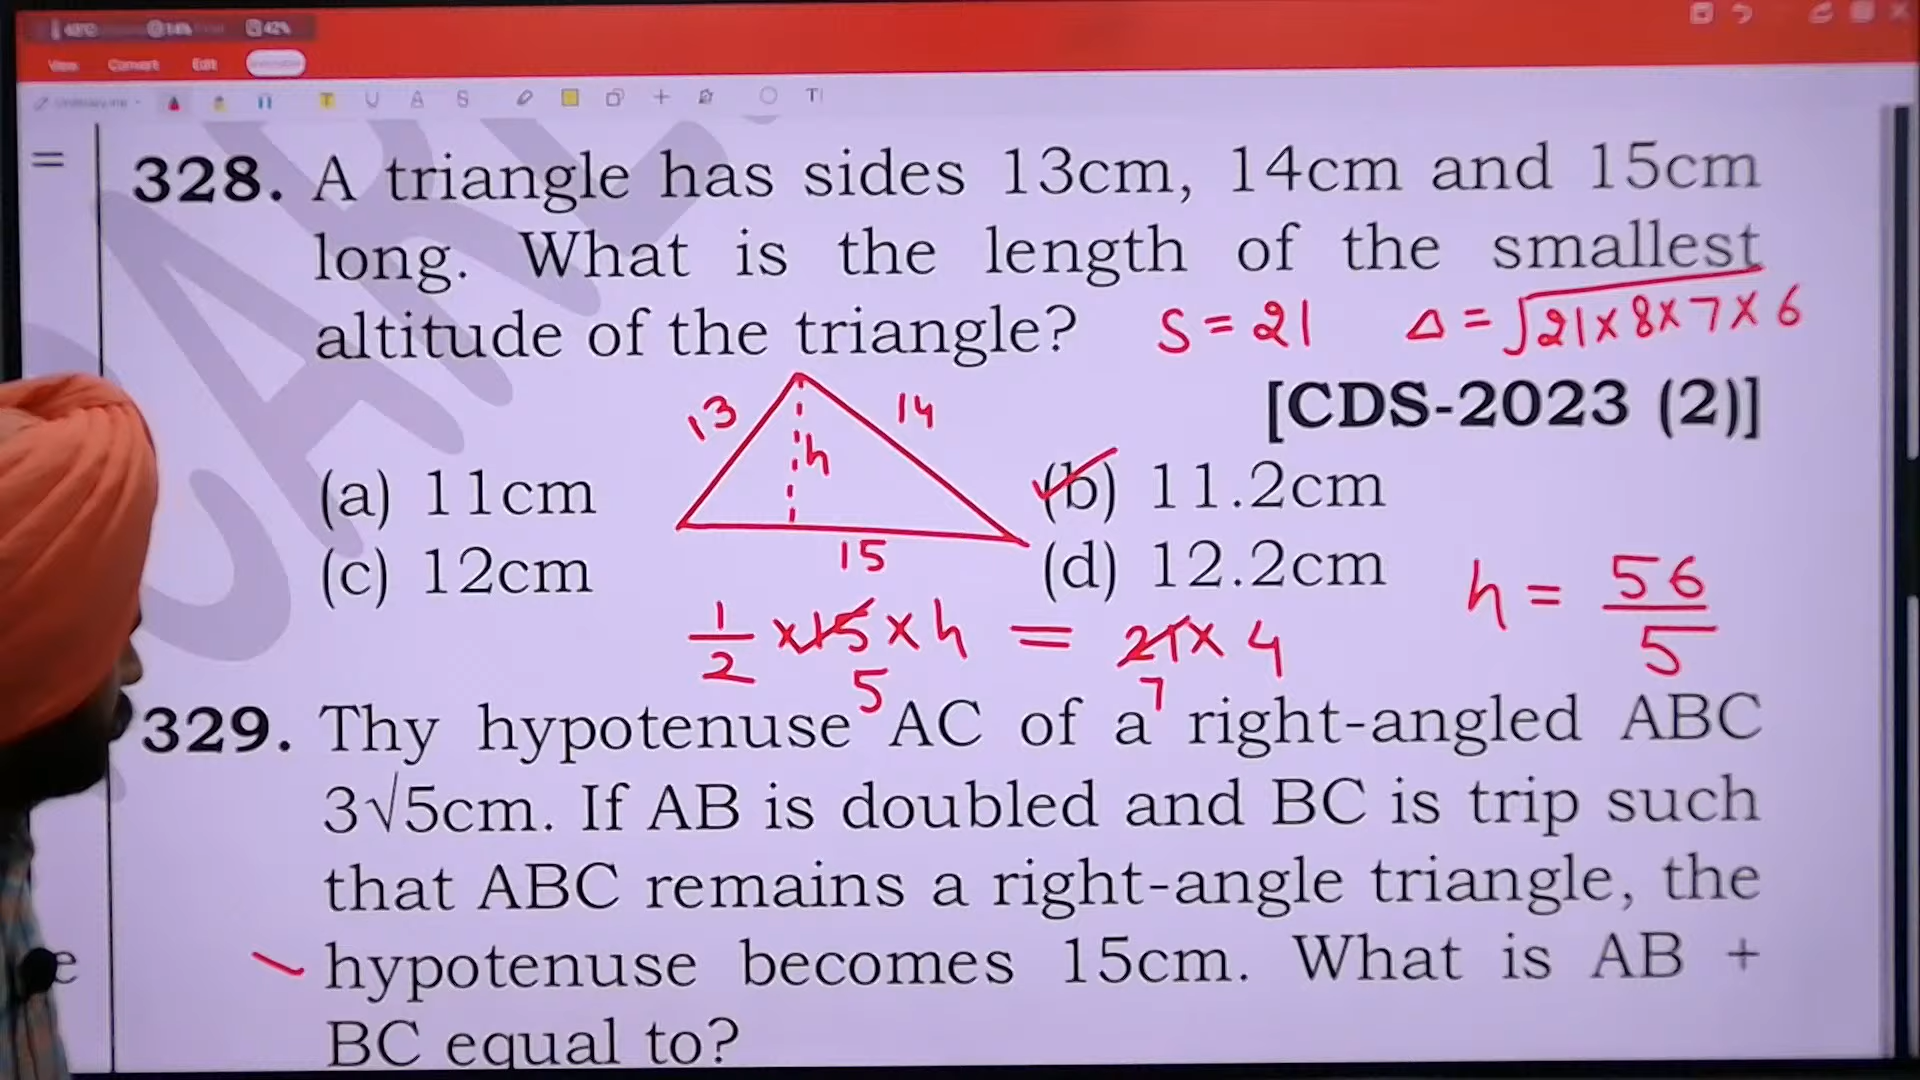 View Convert Edit
=
328. A triangle has sides 13cm, 14cm and 15cm
long. What is the length of the smallest
altitude of the triangle? S = 21 Δ = √21×8×7×6
[CDS-2023 (2)]
13 14
h
(a) 11cm (b) 11.2cm
15
(c) 12cm (d) 12.2cm
h = 56/5
1/2 ×15×h = 21×4
5 7
329. Thy hypotenuse AC of a right-angled ABC
3√5cm. If AB is doubled and BC is trip such
that ABC remains a right-angle triangle, the
hypotenuse becomes 15cm. What is AB +
e
BC equal to?